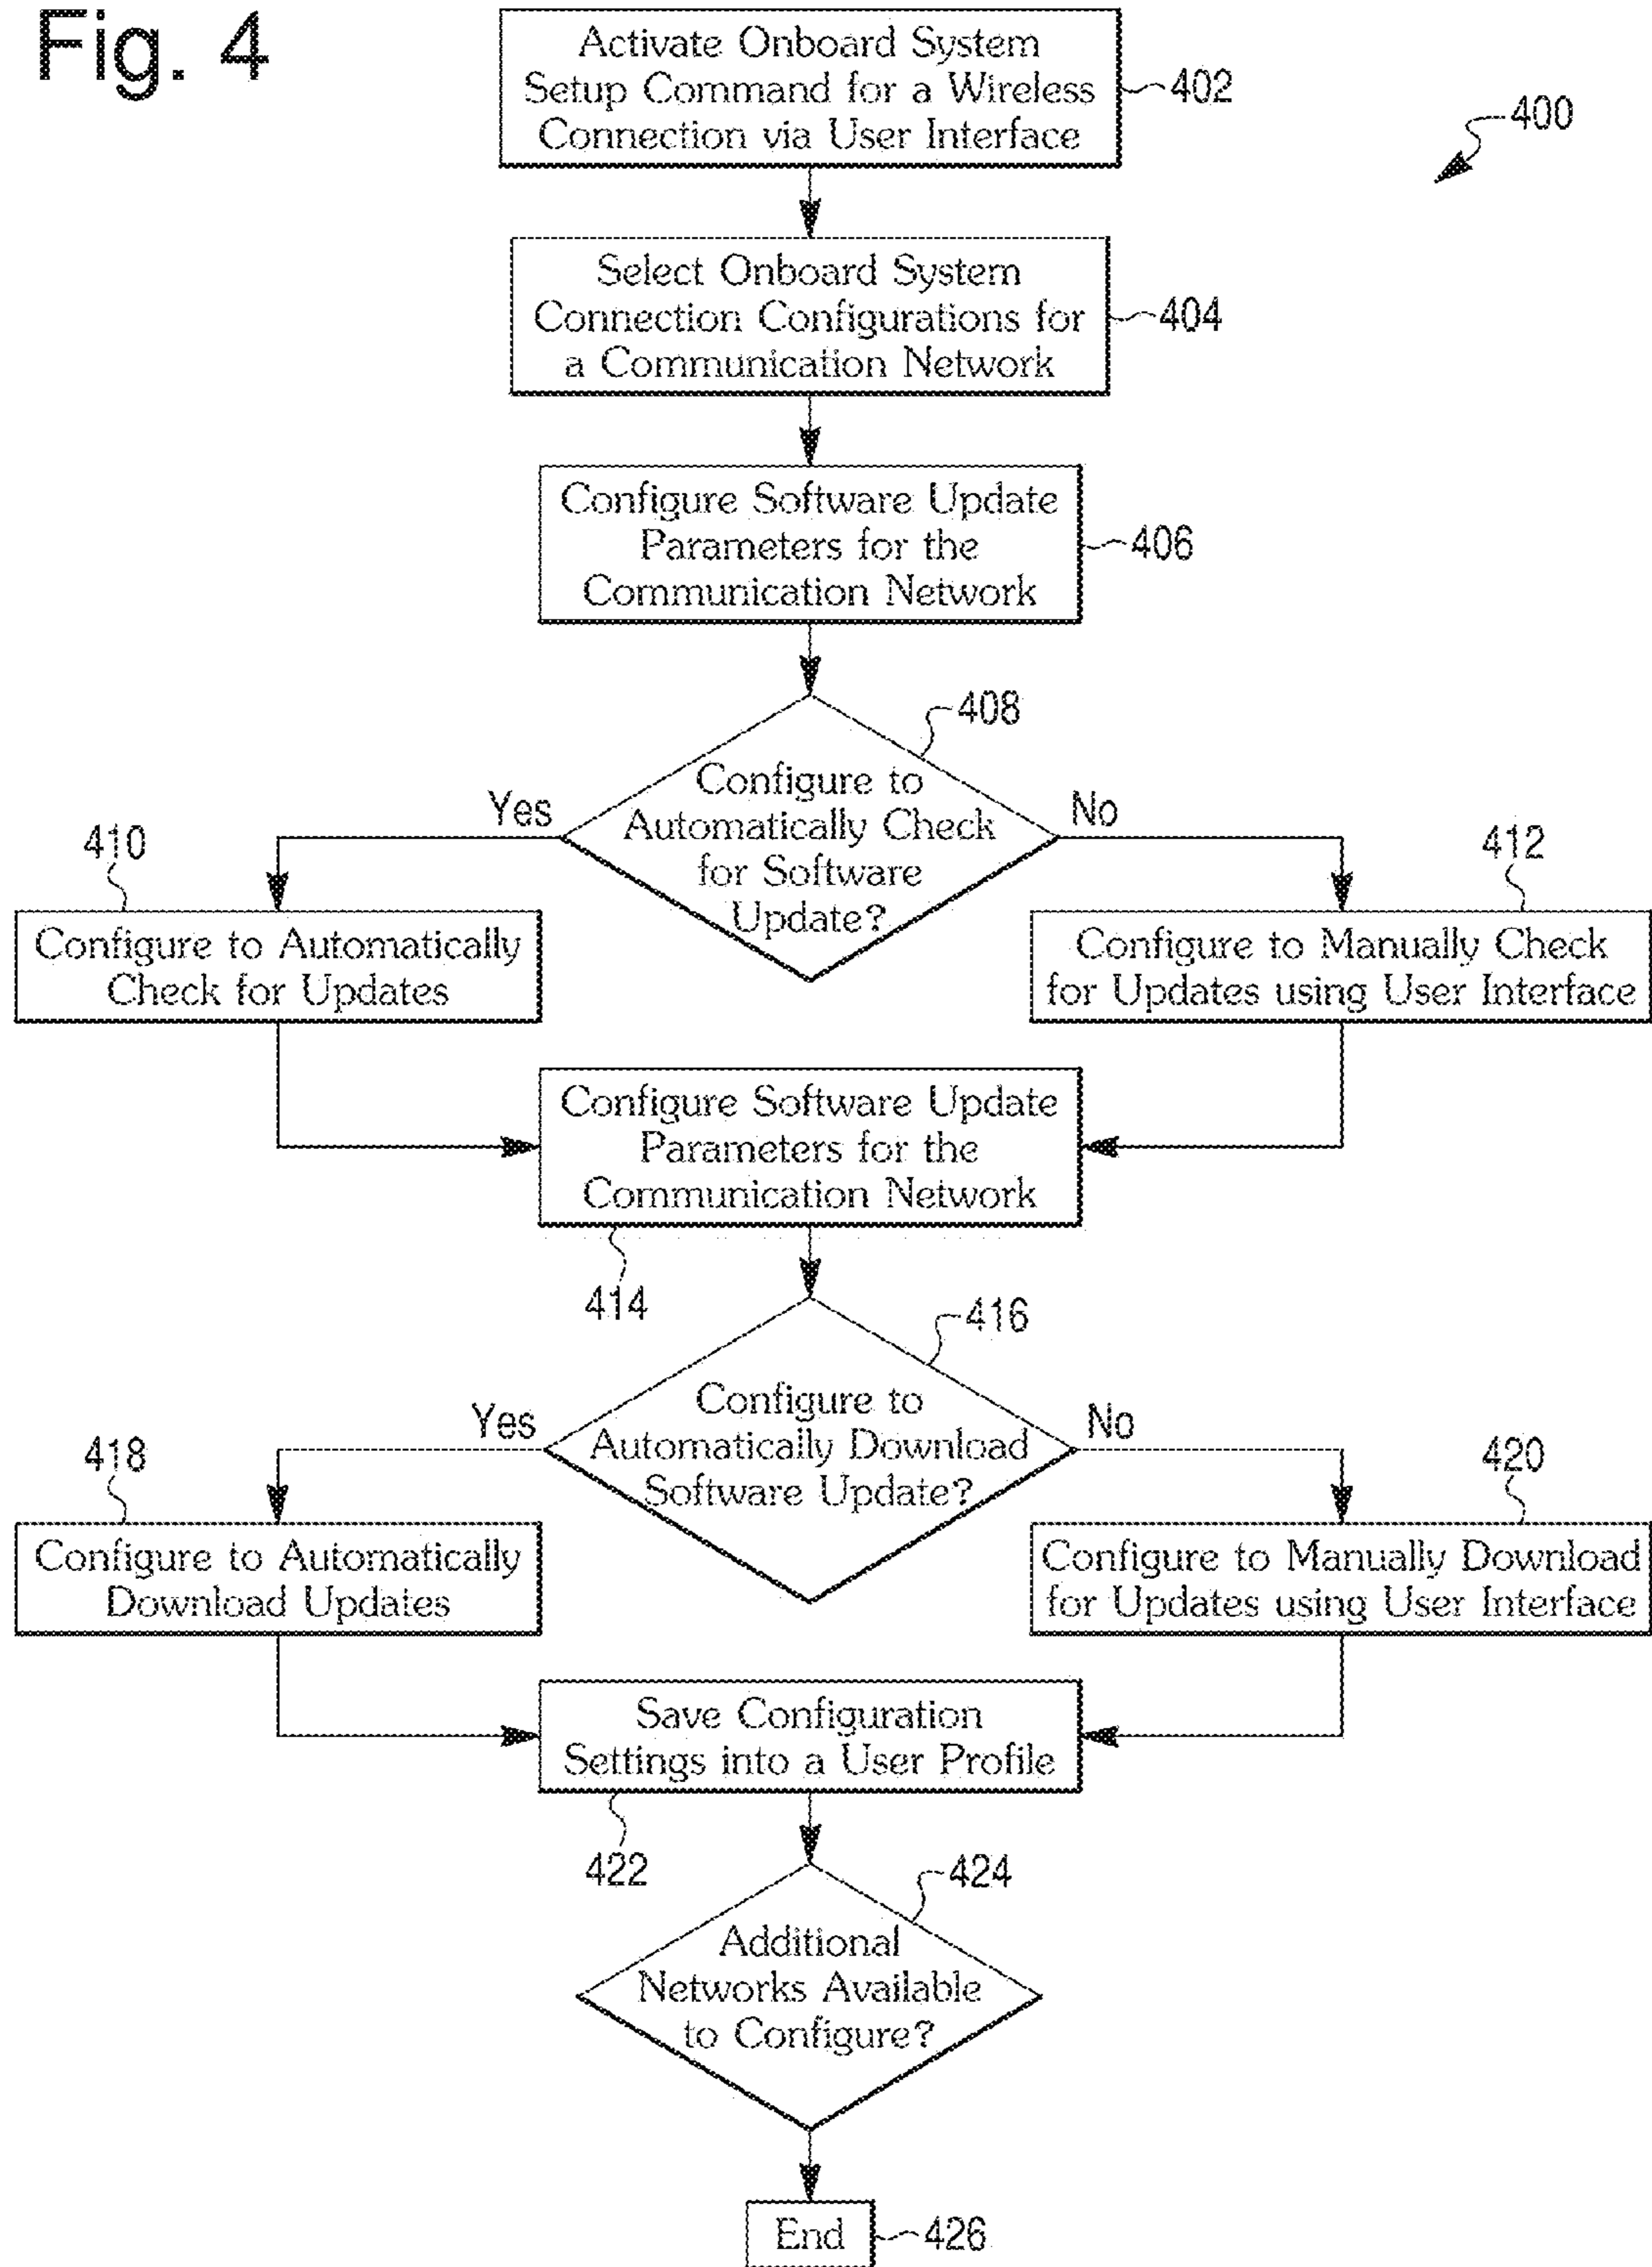 Fig. 4
Activate Onboard System
Setup Command for a Wireless
Connection via User Interface
402
400
Select Onboard System
Connection Configurations for
a Communication Network
404
Configure Software Update
Parameters for the
Communication Network
406
408
Configure to
Automatically Check
for Software
Update?
Yes
No
410
412
Configure to Automatically
Check for Updates
Configure to Manually Check
for Updates using User Interface
Configure Software Update
Parameters for the
Communication Network
414
416
Configure to
Automatically Download
Software Update?
Yes
No
418
420
Configure to Automatically
Download Updates
Configure to Manually Download
for Updates using User Interface
Save Configuration
Settings into a User Profile
422
424
Additional
Networks Available
to Configure?
End
426